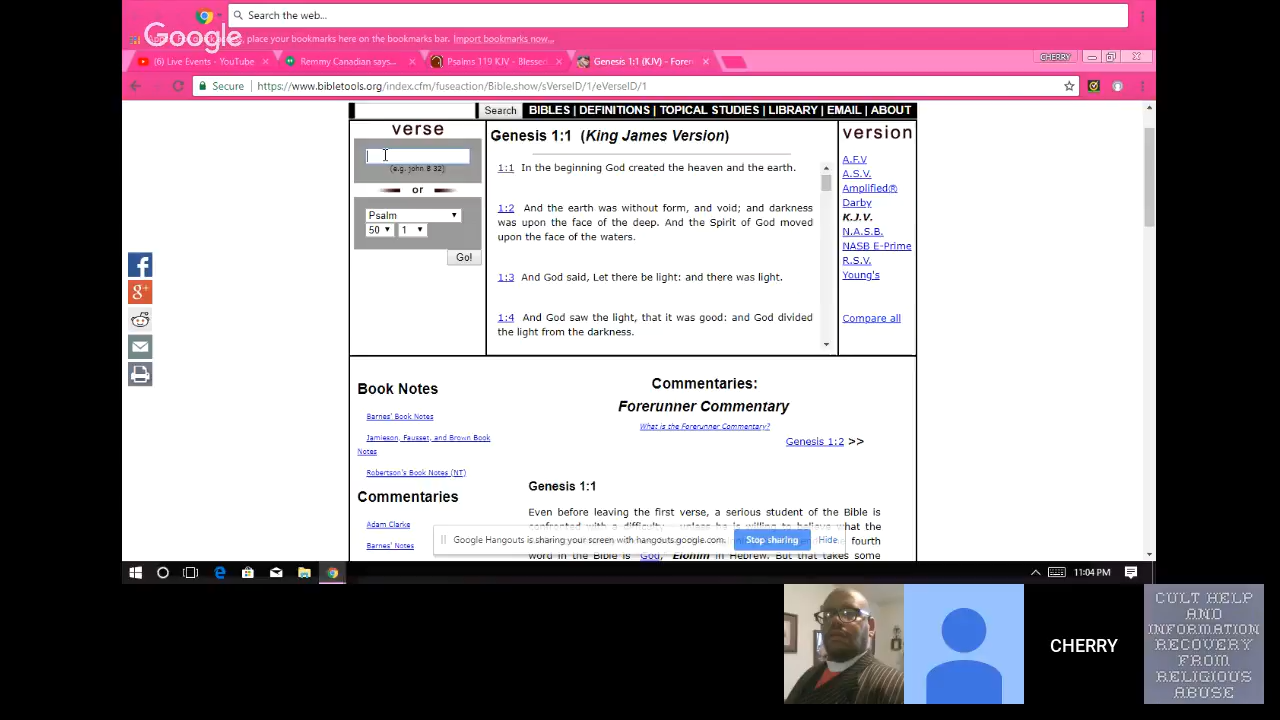 Search the web...
Google
place your bookmarks here on the bookmarks bar. Import bookmarks now...
(6) Live Events - YouTube
Remmy Canadian says...
Psalms 119 KJV - Blessed
Genesis 1:1 (KJV) - Foren
CHERRY
Secure
https://www.bibletools.org/index.cfm/fuseaction/Bible.show/sVerseID/1/eVerseID/1
Search
BIBLES | DEFINITIONS | TOPICAL STUDIES | LIBRARY | EMAIL | ABOUT
verse
(e.g. john 8 32)
or
Psalm
50
1
Go!
Genesis 1:1 (King James Version)
1:1 In the beginning God created the heaven and the earth.
1:2 And the earth was without form, and void; and darkness
was upon the face of the deep. And the Spirit of God moved
upon the face of the waters.
1:3 And God said, Let there be light: and there was light.
1:4 And God saw the light, that it was good: and God divided
the light from the darkness.
version
A.F.V
A.S.V.
Amplified®
Darby
K.J.V.
N.A.S.B.
NASB E-Prime
R.S.V.
Young's
Compare all
Book Notes
Barnes' Book Notes
Jamieson, Fausset, and Brown Book
Notes
Robertson's Book Notes (NT)
Commentaries
Adam Clarke
Barnes' Notes
Commentaries:
Forerunner Commentary
What is the Forerunner Commentary?
Genesis 1:2 >>
Genesis 1:1
Even before leaving the first verse, a serious student of the Bible is
what the
fourth
word in the Bible is God, Elohim in Hebrew. But that takes some
Google Hangouts is sharing your screen with hangouts.google.com.
Stop sharing
Hide
11:04 PM
CHERRY
CULT HELP
AND
INFORMATION
RECOVERY
FROM
RELIGIOUS
ABUSE